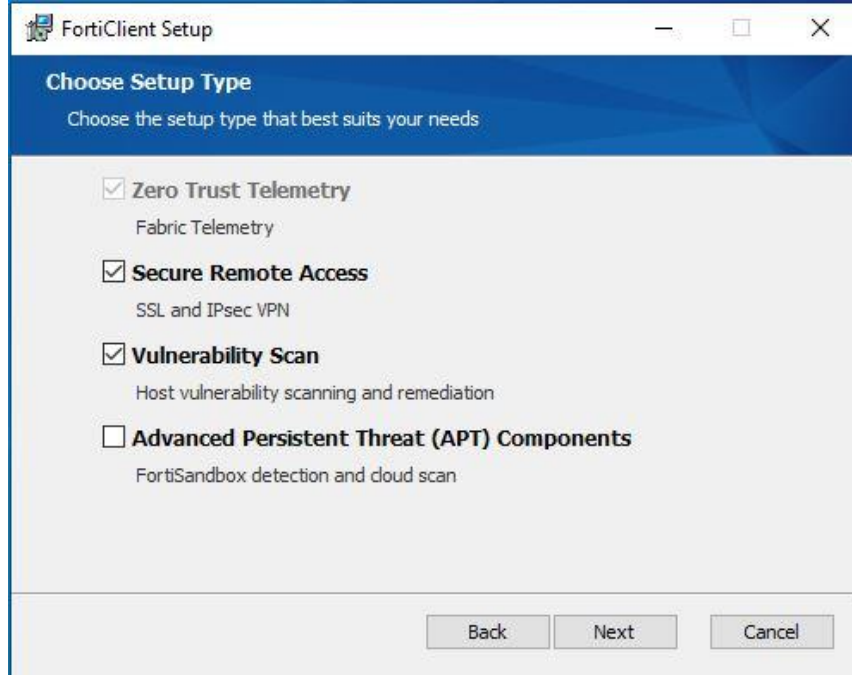 FortiClient Setup
Choose Setup Type
Choose the setup type that best suits your needs
Zero Trust Telemetry
Fabric Telemetry
Secure Remote Access
SSL and IPsec VPN
Vulnerability Scan
Host vulnerability scanning and remediation
Advanced Persistent Threat (APT) Components
FortiSandbox detection and cloud scan
Back Next Cancel